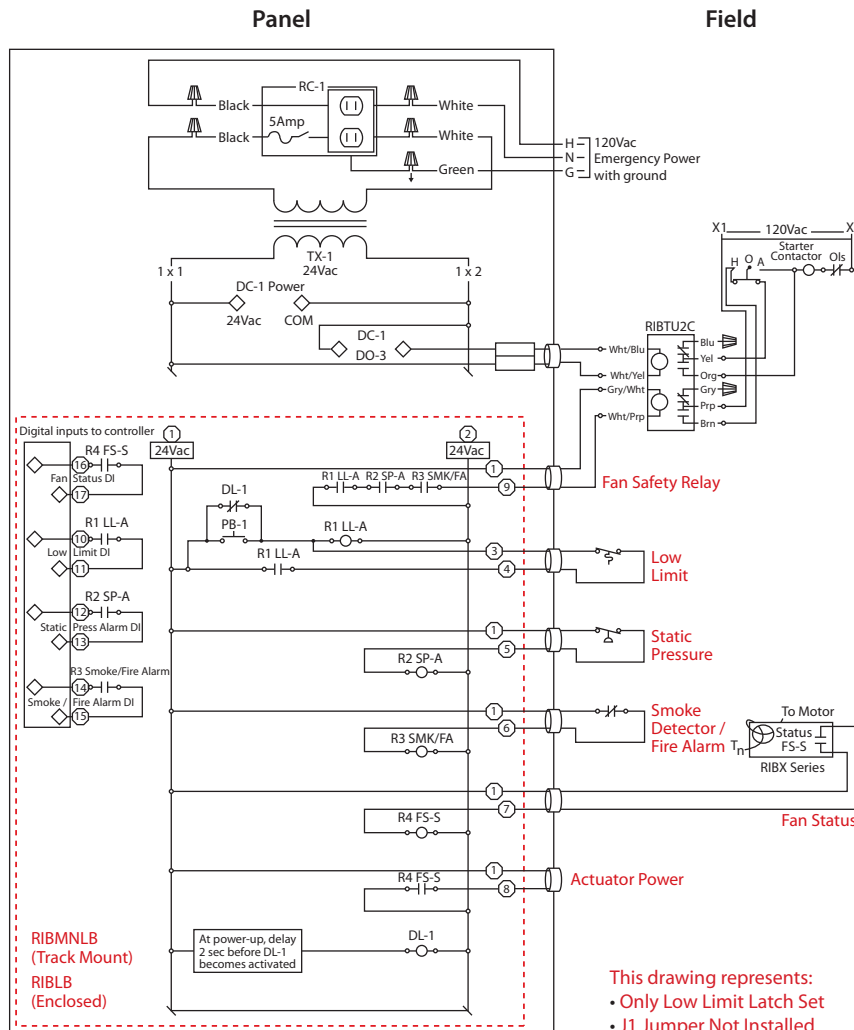 Panel
Field
RC-1
Black
White
5Amp
Black
White
Green
H
N
G
120Vac
Emergency Power
with ground
TX-1
24Vac
1 x 1
1 x 2
DC-1 Power
24Vac
COM
DC-1
DO-3
X1
120Vac
X
Starter
Contactor
Ols
H
O
A
RIBTU2C
Wht/Blu
Wht/Yel
Gry/Wht
Wht/Prp
Blu
Yel
Org
Gry
Prp
Brn
Digital inputs to controller
1
24Vac
2
24Vac
16
R4 FS-S
Fan Status DI
17
R1 LL-A
10
Low Limit DI
11
R2 SP-A
12
Static Press Alarm DI
13
R3 Smoke/Fire Alarm
14
Smoke / Fire Alarm DI
15
1
R1 LL-A R2 SP-A R3 SMK/FA
9
Fan Safety Relay
DL-1
PB-1
R1 LL-A
3
R1 LL-A
4
Low
Limit
1
5
R2 SP-A
Static
Pressure
1
6
R3 SMK/FA
Smoke
Detector /
Fire Alarm
To Motor
Status
FS-S
Tn
RIBX Series
1
7
R4 FS-S
Fan Status
1
R4 FS-S
8
Actuator Power
At power-up, delay
2 sec before DL-1
becomes activated
DL-1
RIBMNLB
(Track Mount)
RIBLB
(Enclosed)
This drawing represents:
• Only Low Limit Latch Set
• J1 Jumper Not Installed